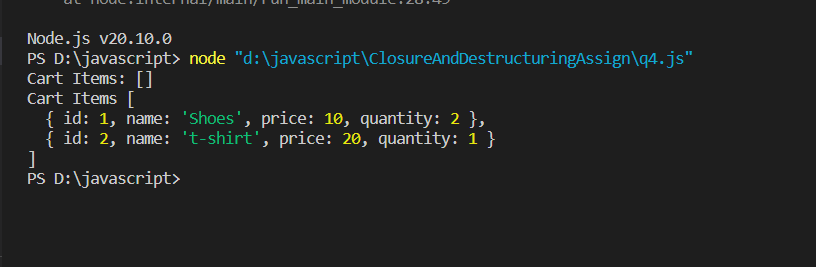 at node:internal/main/run_main_module:28:49
Node.js v20.10.0
PS D:\javascript> node "d:\javascript\ClosureAndDestructuringAssign\q4.js"
Cart Items: []
Cart Items [
  { id: 1, name: 'Shoes', price: 10, quantity: 2 },
  { id: 2, name: 't-shirt', price: 20, quantity: 1 }
]
PS D:\javascript>